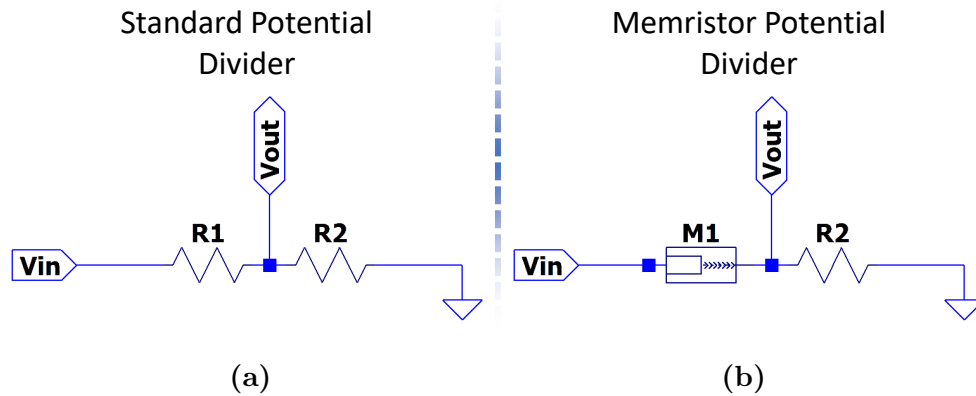 Standard Potential
Divider
Vout
R1
R2
Vin
(a)
Memristor Potential
Divider
Vout
M1
R2
Vin
(b)